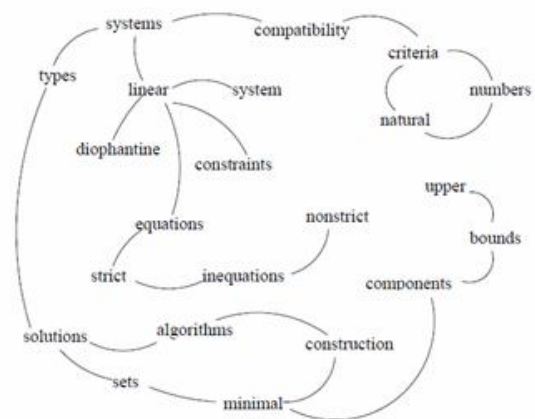 systems
compatibility
criteria
types
linear
system
numbers
natural
diophantine
constraints
upper
equations
nonstrict
bounds
strict
inequations
components
solutions
algorithms
construction
sets
minimal